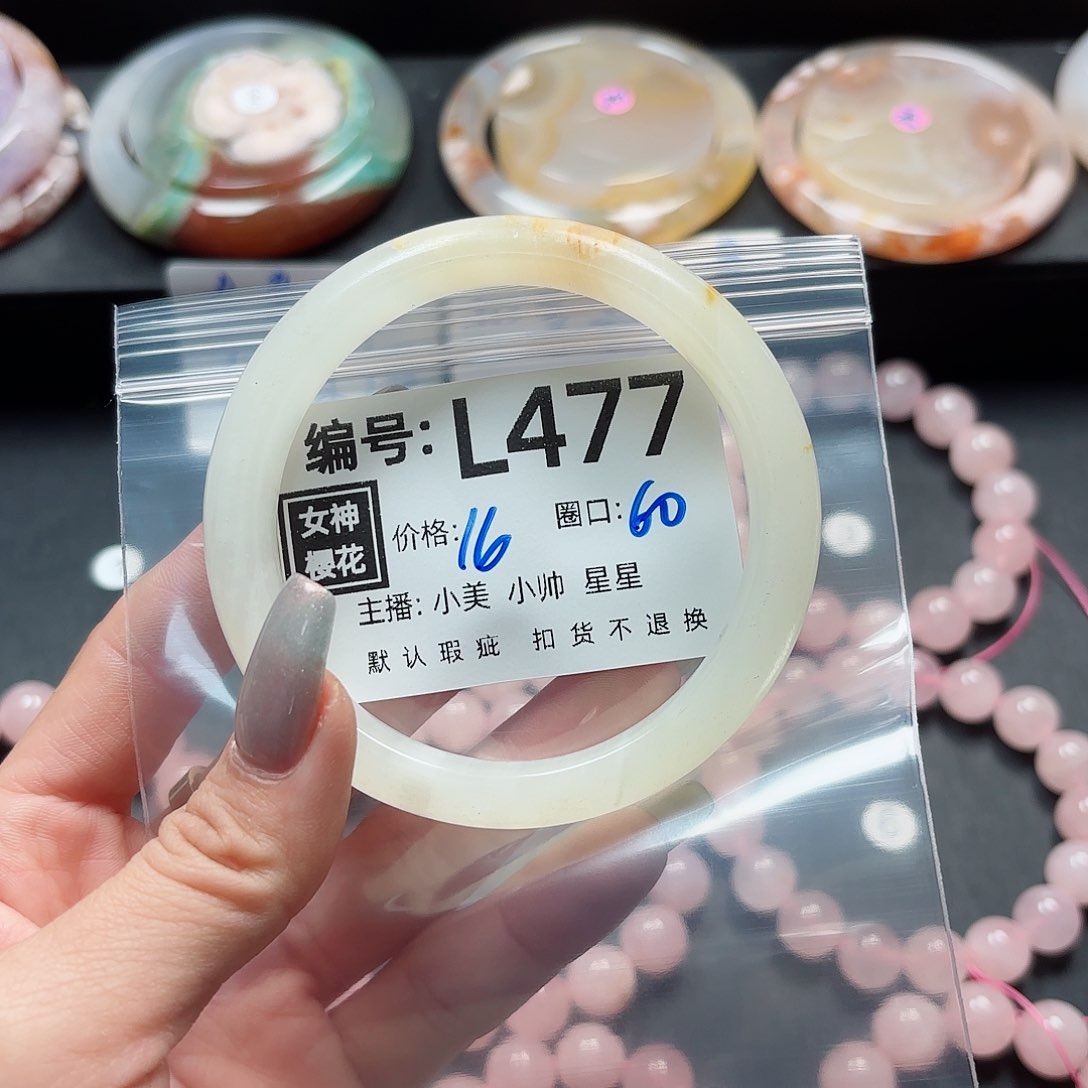 编号: L477
女神
樱花
价格: 16 圈口: 60
主播: 小美 小帅 星星
默认瑕疵 扣货不退换